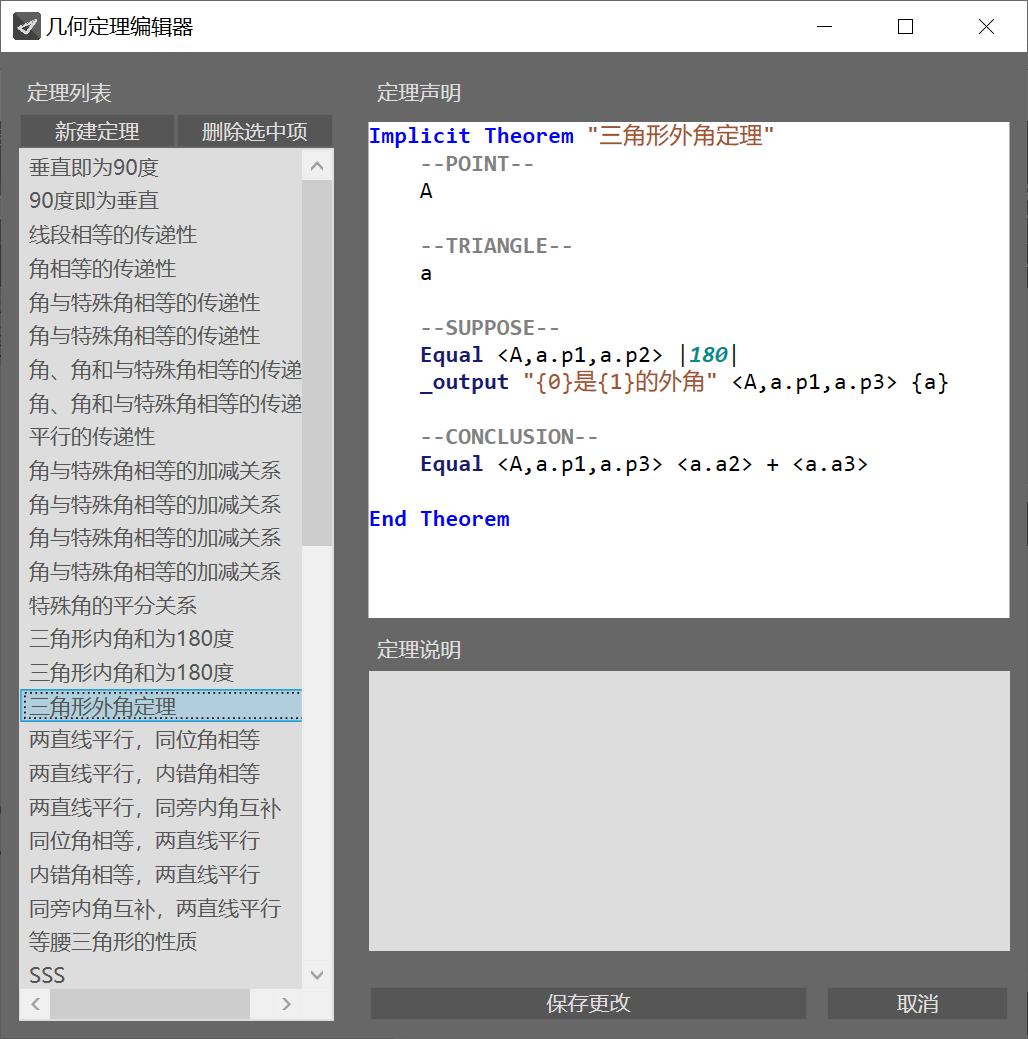 几何定理编辑器
定理列表
新建定理 删除选中项
垂直即为90度
90度即为垂直
线段相等的传递性
角相等的传递性
角与特殊角相等的传递性
角与特殊角相等的传递性
角、角和与特殊角相等的传递
角、角和与特殊角相等的传递
平行的传递性
角与特殊角相等的加减关系
角与特殊角相等的加减关系
角与特殊角相等的加减关系
角与特殊角相等的加减关系
特殊角的平分关系
三角形内角和为180度
三角形内角和为180度
三角形外角定理
两直线平行，同位角相等
两直线平行，内错角相等
两直线平行，同旁内角互补
同位角相等，两直线平行
内错角相等，两直线平行
同旁内角互补，两直线平行
等腰三角形的性质
SSS
定理声明
Implicit Theorem "三角形外角定理"
--POINT--
A
--TRIANGLE--
a
--SUPPOSE--
Equal <A,a.p1,a.p2> |180|
_output "{0}是{1}的外角" <A,a.p1,a.p3> {a}
--CONCLUSION--
Equal <A,a.p1,a.p3> <a.a2> + <a.a3>
End Theorem
定理说明
保存更改 取消